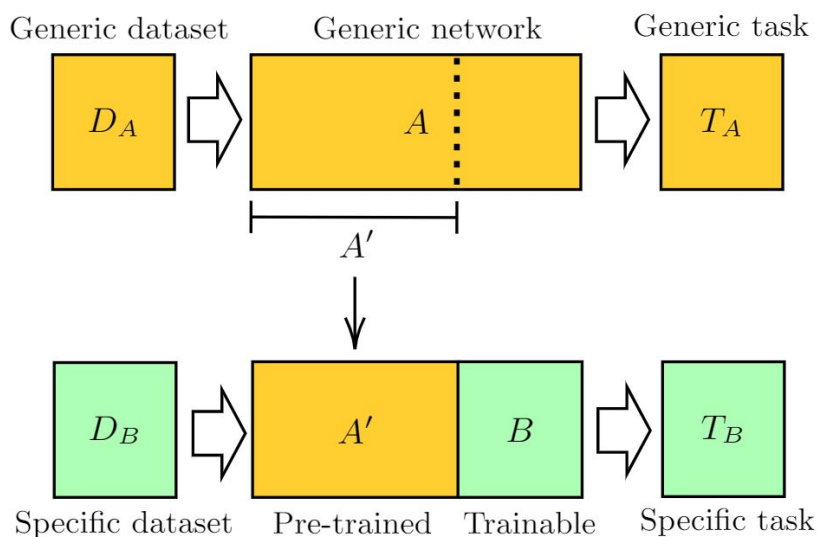 Generic dataset Generic network Generic task
D_A A T_A
A′
D_B A′ B T_B
Specific dataset Pre-trained Trainable Specific task